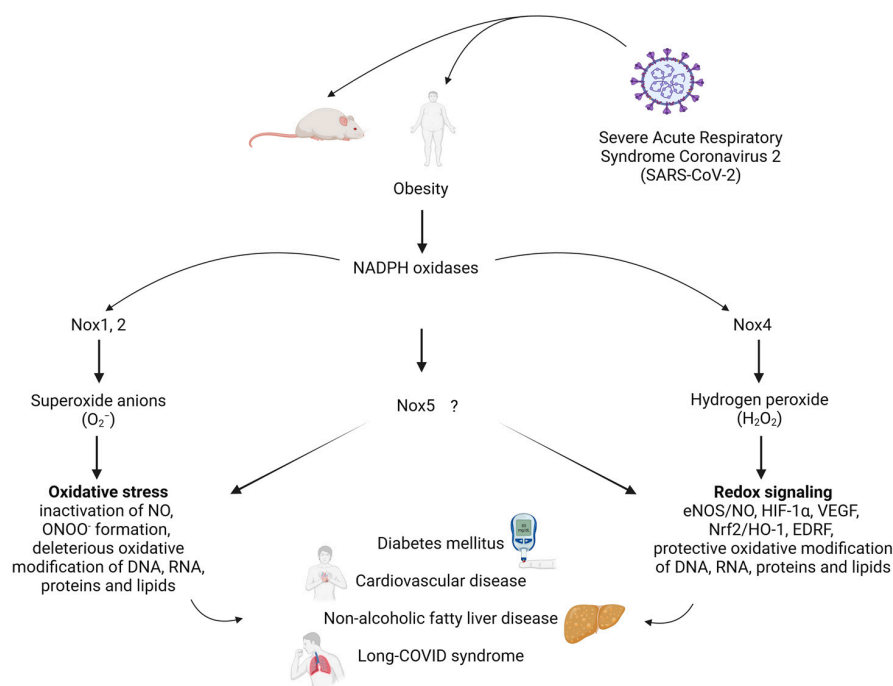 Severe Acute Respiratory
Syndrome Coronavirus 2
(SARS-CoV-2)
Obesity
NADPH oxidases
Nox1, 2
Nox4
Superoxide anions
(O₂⁻)
Nox5 ?
Hydrogen peroxide
(H₂O₂)
Oxidative stress
inactivation of NO,
ONOO⁻ formation,
deleterious oxidative
modification of DNA, RNA,
proteins and lipids
Redox signaling
eNOS/NO, HIF-1α, VEGF,
Nrf2/HO-1, EDRF,
protective oxidative modification
of DNA, RNA, proteins and lipids
Diabetes mellitus
Cardiovascular disease
Non-alcoholic fatty liver disease
Long-COVID syndrome